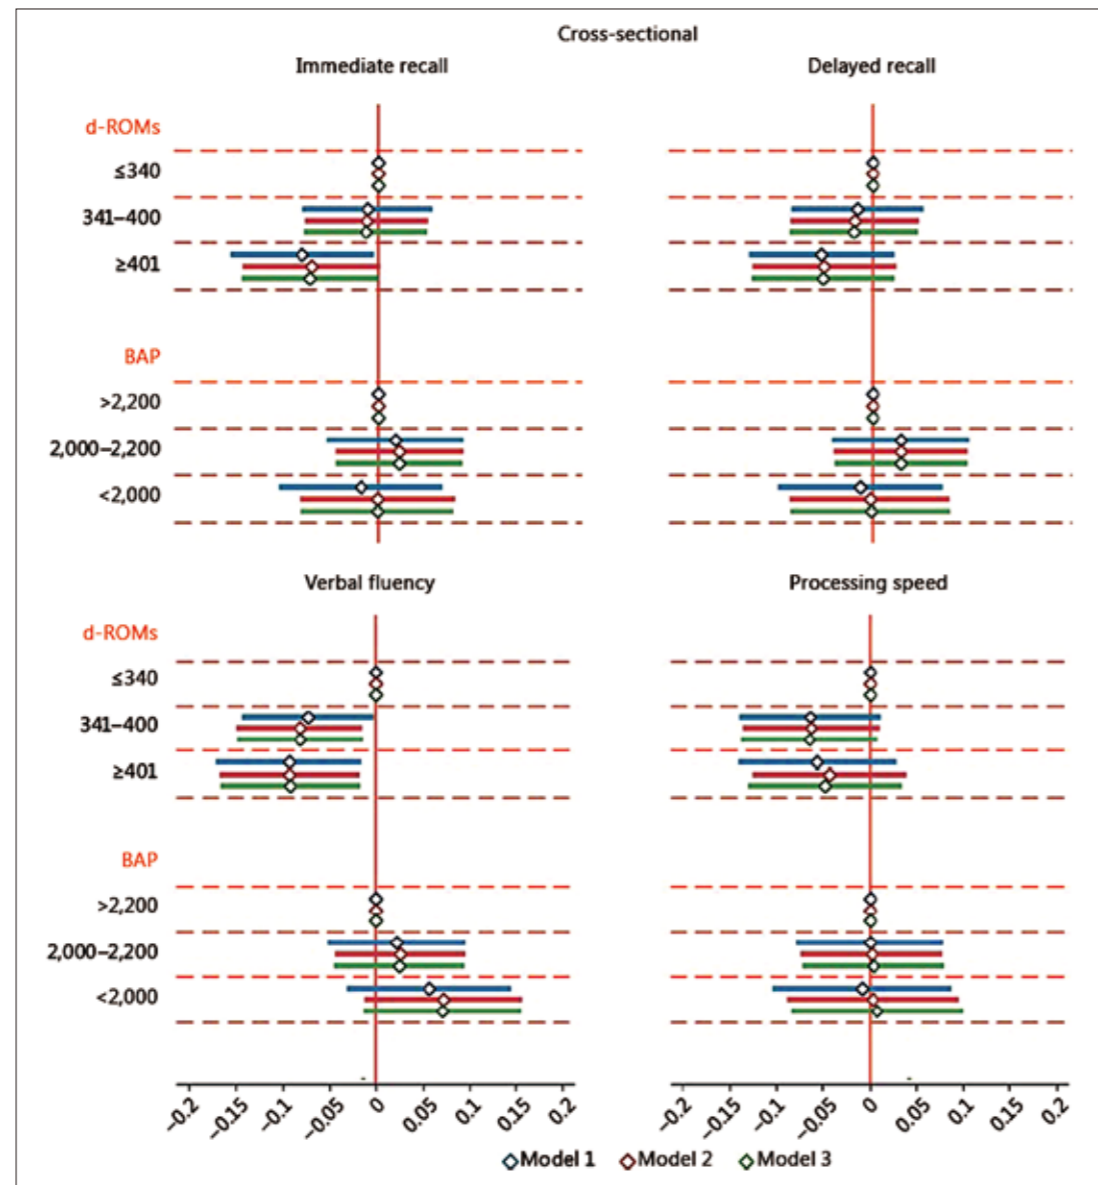 Cross-sectional
Immediate recall
Delayed recall
d-ROMs
≤340
341–400
≥401
BAP
>2,200
2,000–2,200
<2,000
Verbal fluency
Processing speed
d-ROMs
≤340
341–400
≥401
BAP
>2,200
2,000–2,200
<2,000
−0.2 −0.15 −0.1 −0.05 0 0.05 0.1 0.15 0.2
−0.2 −0.15 −0.1 −0.05 0 0.05 0.1 0.15 0.2
Model 1 Model 2 Model 3